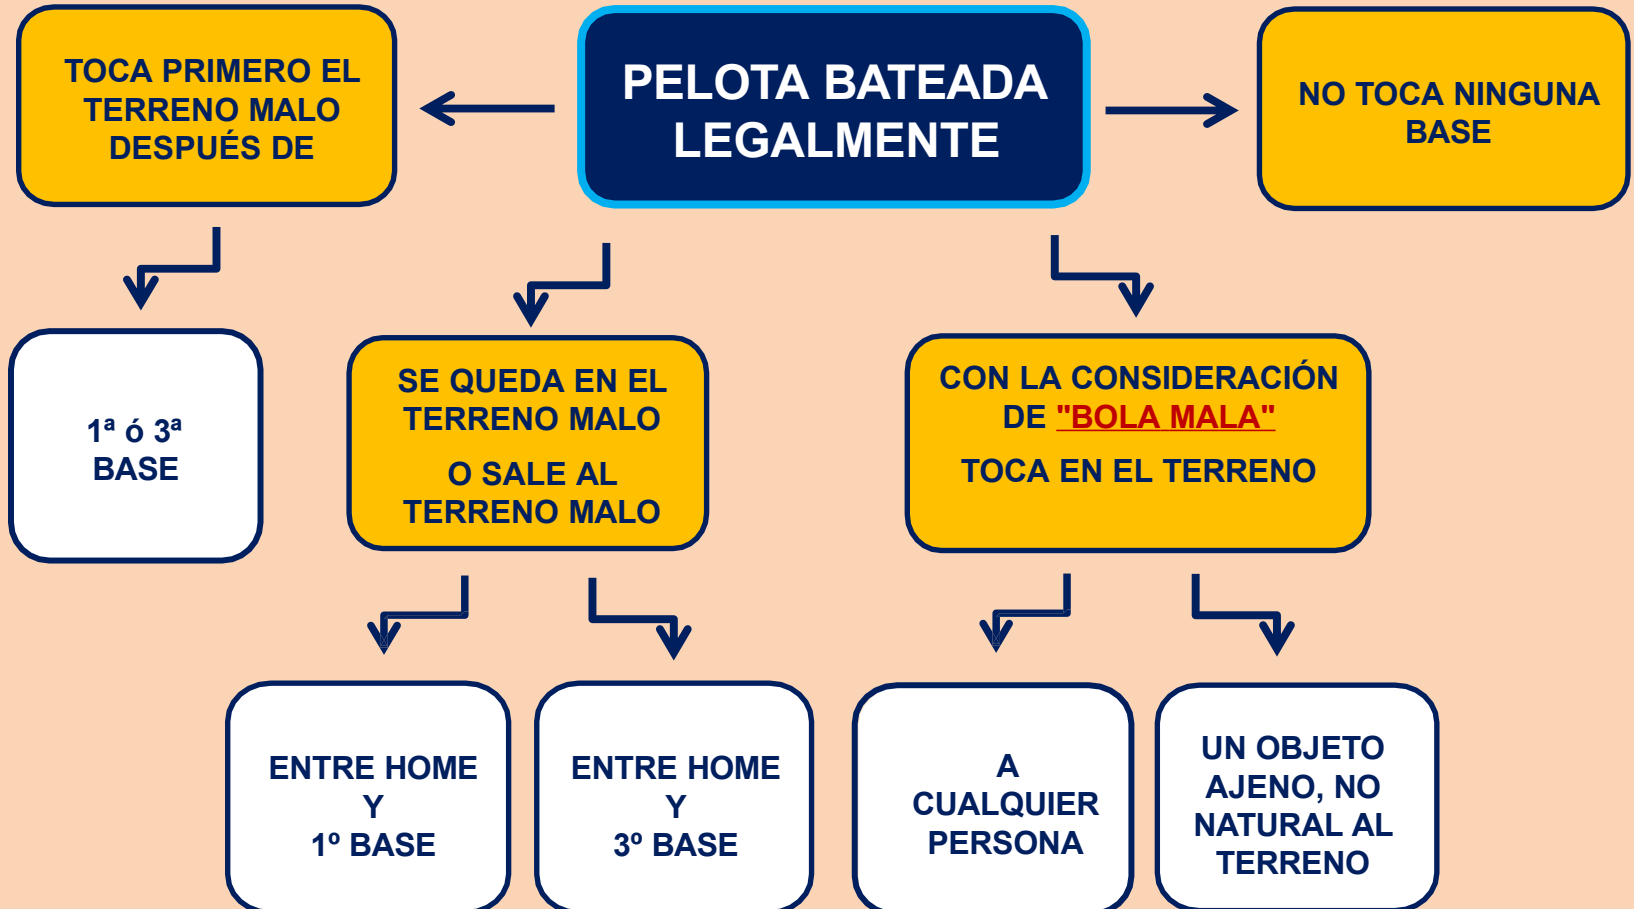 TOCA PRIMERO EL
TERRENO MALO
DESPUÉS DE
PELOTA BATEADA
LEGALMENTE
NO TOCA NINGUNA
BASE
1ª ó 3ª
BASE
SE QUEDA EN EL
TERRENO MALO
O SALE AL
TERRENO MALO
CON LA CONSIDERACIÓN
DE "BOLA MALA"
TOCA EN EL TERRENO
ENTRE HOME
Y
1º BASE
ENTRE HOME
Y
3º BASE
A
CUALQUIER
PERSONA
UN OBJETO
AJENO, NO
NATURAL AL
TERRENO